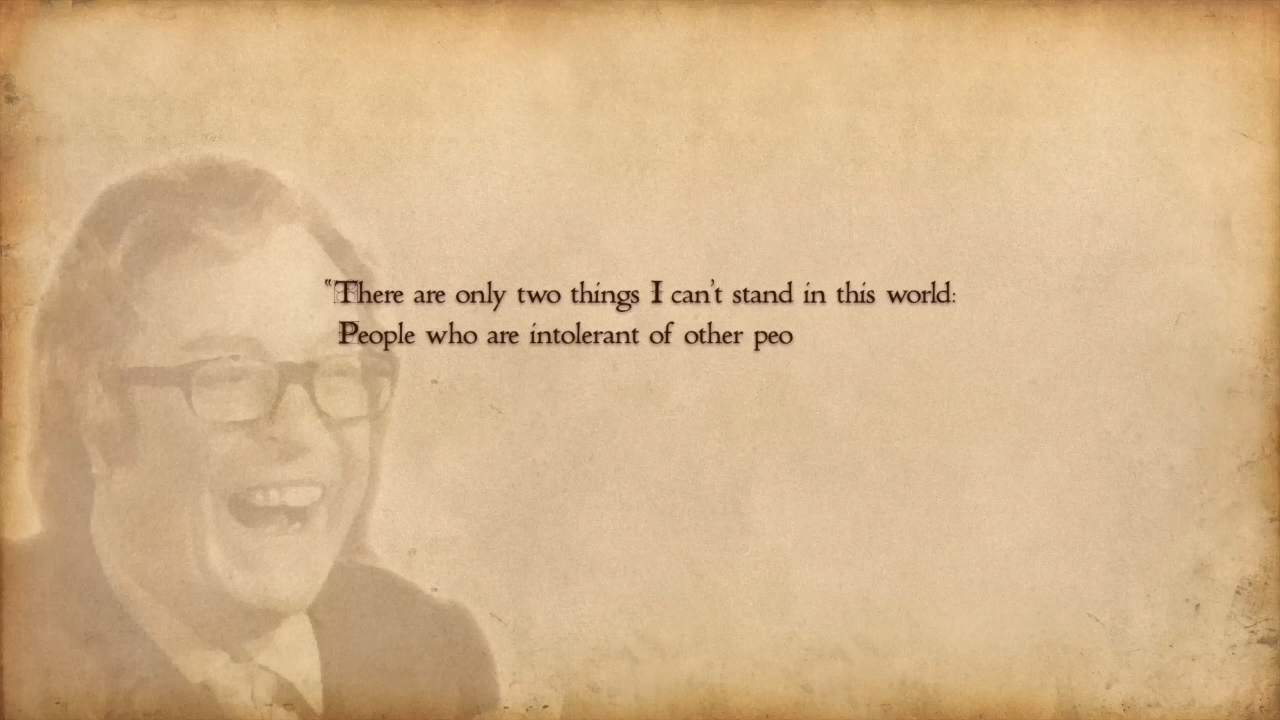 “There are only two things I can't stand in this world:
People who are intolerant of other peo